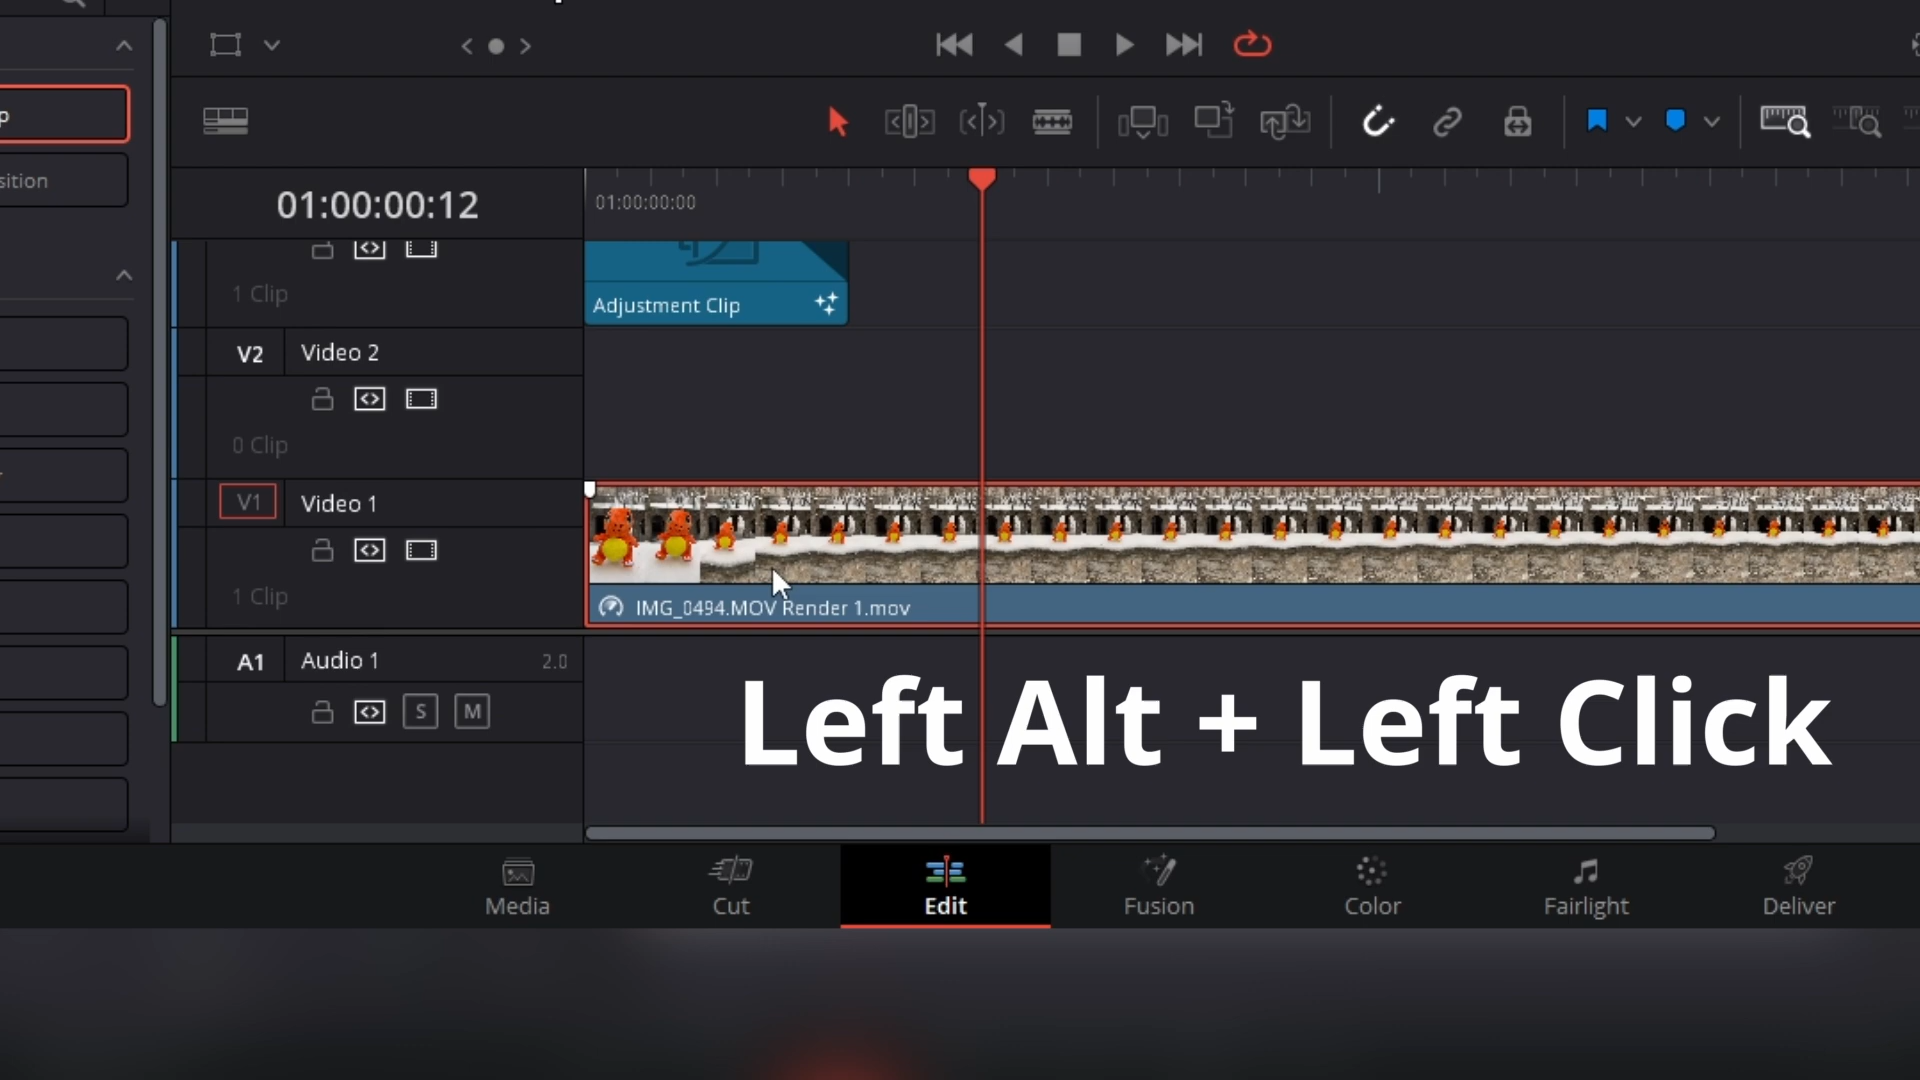 sition
01:00:00:12
01:00:00:00
1 Clip
Adjustment Clip
V2
Video 2
0 Clip
V1
Video 1
1 Clip
IMG_0494.MOV Render 1.mov
A1
Audio 1
2.0
S
M
Left Alt + Left Click
Media
Cut
Edit
Fusion
Color
Fairlight
Deliver